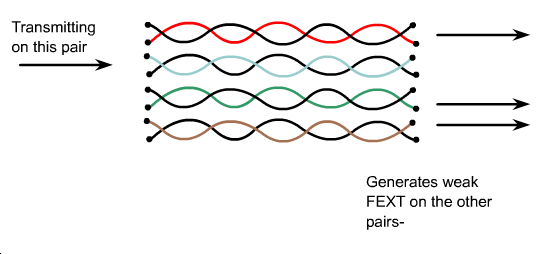 Transmitting
on this pair
Generates weak
FEXT on the other
pairs-